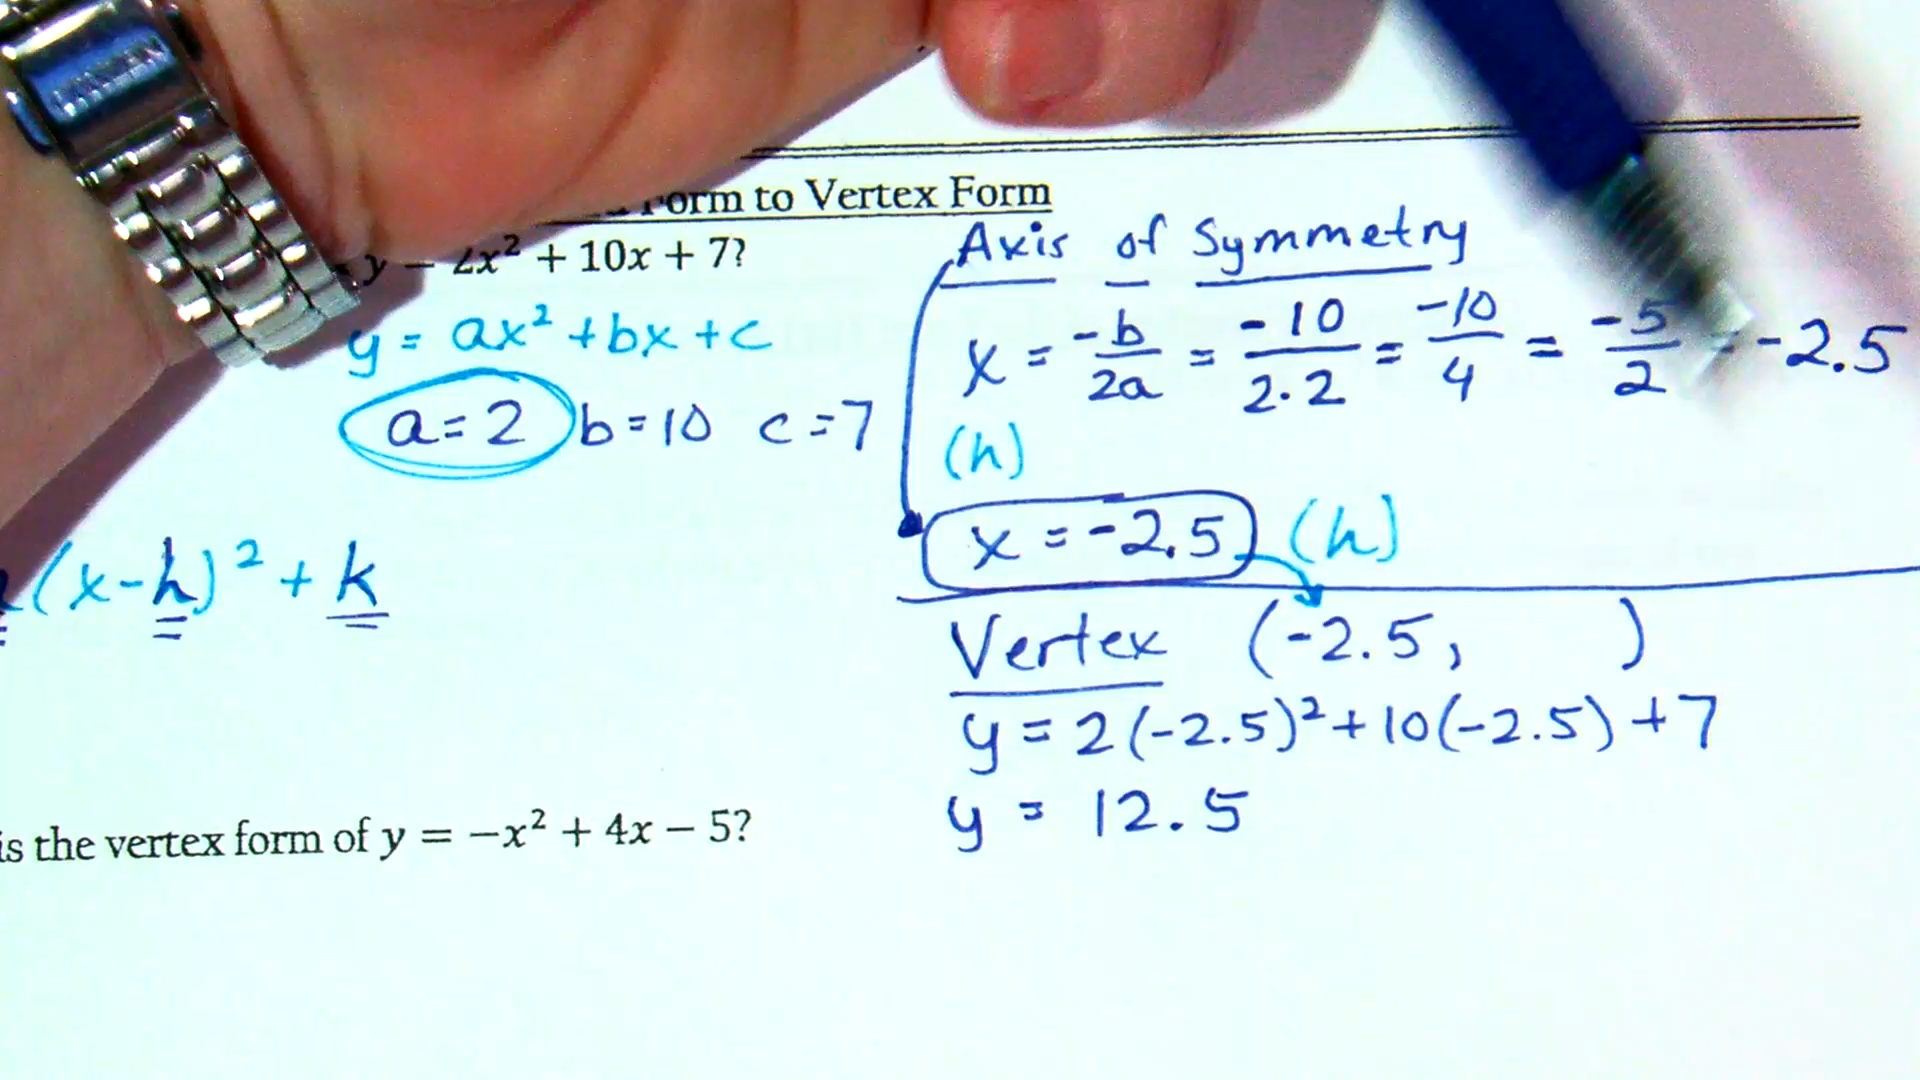 Form to Vertex Form
y = 2x² + 10x + 7?
y = ax² + bx + c
a = 2 b = 10 c = 7
(x - h)² + k
is the vertex form of y = −x² + 4x − 5?
Axis of Symmetry
x = -b/2a = -10/2·2 = -10/4 = -5/2 = -2.5
(h)
x = -2.5 (h)
Vertex (-2.5, )
y = 2(-2.5)² + 10(-2.5) + 7
y = 12.5